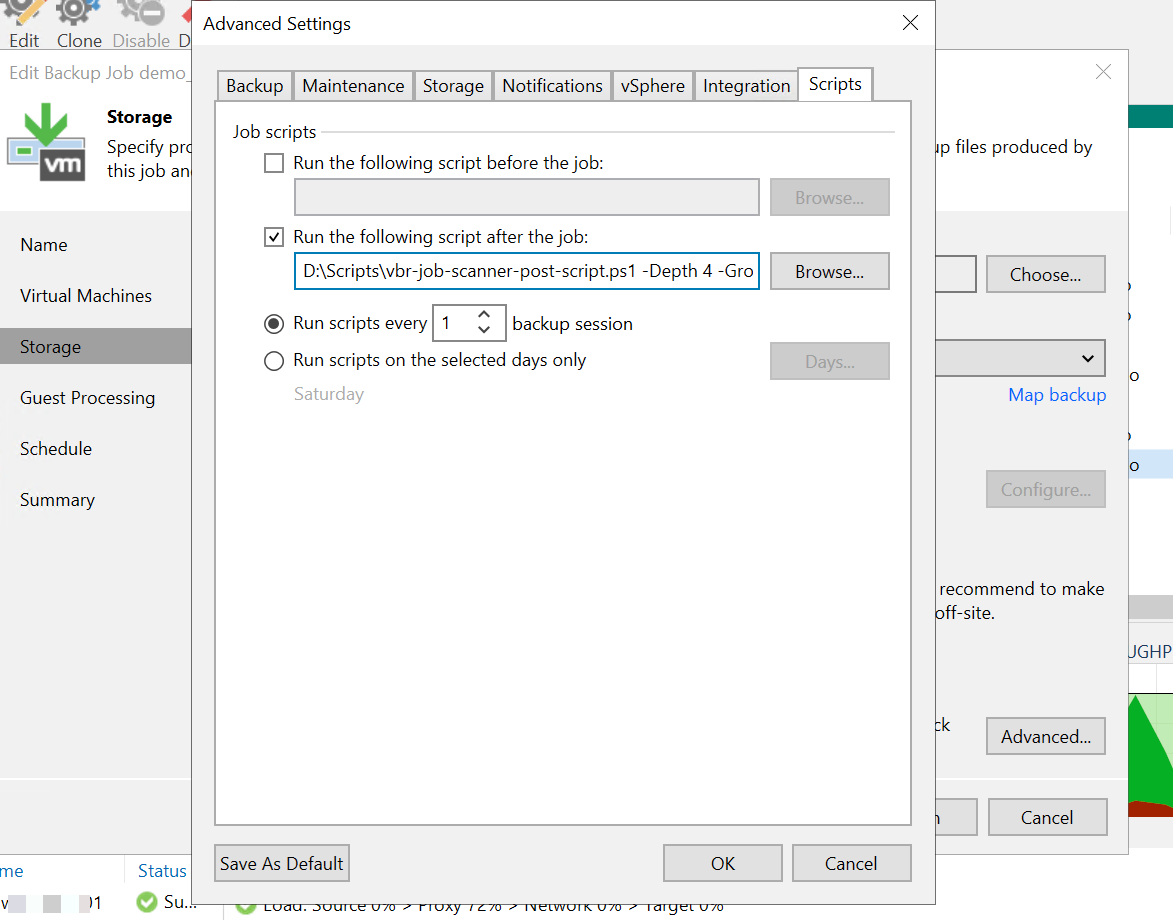 Edit Clone Disable
Edit Backup Job demo_
Advanced Settings
Backup Maintenance Storage Notifications vSphere Integration Scripts
vm
Storage
Specify
this job
files produced by
Name
Virtual Machines
Storage
Guest Processing
Schedule
Summary
Job scripts
Run the following script before the job:
Browse...
Run the following script after the job:
D:\Scripts\vbr-job-scanner-post-script.ps1 -Depth 4 -Gro
Browse...
Run scripts every 1 backup session
Run scripts on the selected days only
Days...
Saturday
Choose...
Map backup
Configure...
recommend to make
off-site.
UGHP
ck
Advanced...
Cancel
Save As Default OK Cancel
me Status
01 Su...
Load: Source 0% > Proxy 72% > Network 0% > Target 0%